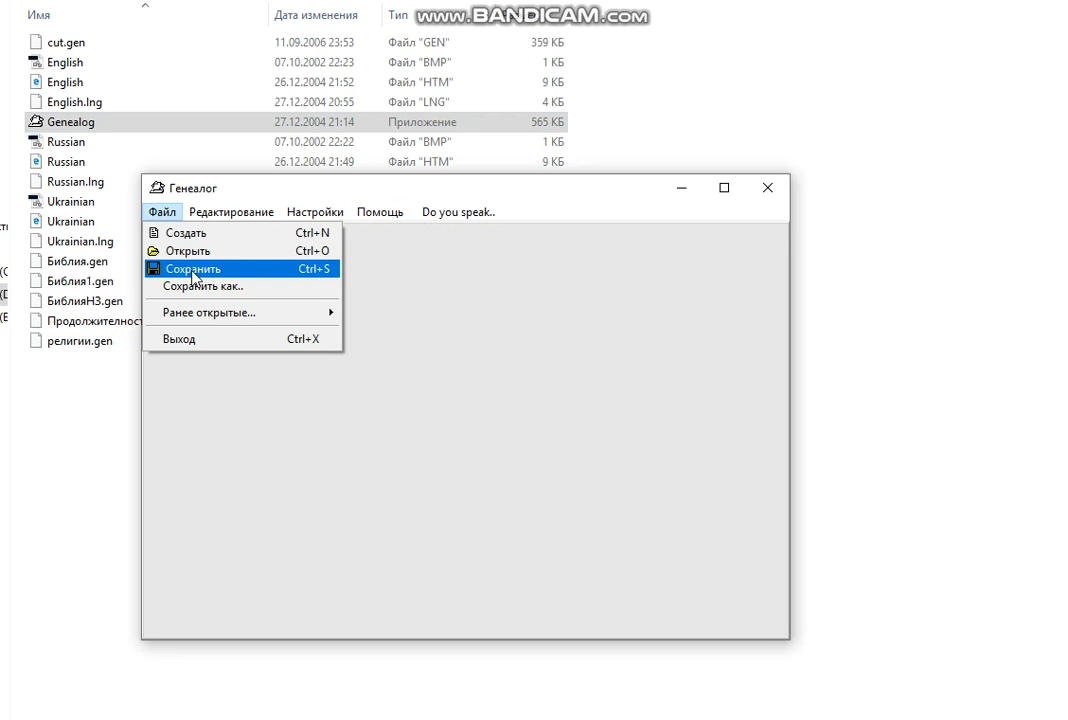 Имя Дата изменения Тип www.BANDICAM.com
cut.gen 11.09.2006 23:53 Файл "GEN" 359 КБ
English 07.10.2002 22:23 Файл "BMP" 1 КБ
English 26.12.2004 21:52 Файл "HTM" 9 КБ
English.lng 27.12.2004 20:55 Файл "LNG" 4 КБ
Genealog 27.12.2004 21:14 Приложение 565 КБ
Russian 07.10.2002 22:22 Файл "BMP" 1 КБ
Russian 26.12.2004 21:49 Файл "HTM" 9 КБ
Russian.lng
Ukrainian
Ukrainian
Ukrainian.lng
Библия.gen
Библия1.gen
БиблияН3.gen
Продолжительност
религии.gen
Генеалог
Файл Редактирование Настройки Помощь Do you speak..
Создать Ctrl+N
Открыть Ctrl+O
Сохранить Ctrl+S
Сохранить как..
Ранее открытые...
Выход Ctrl+X